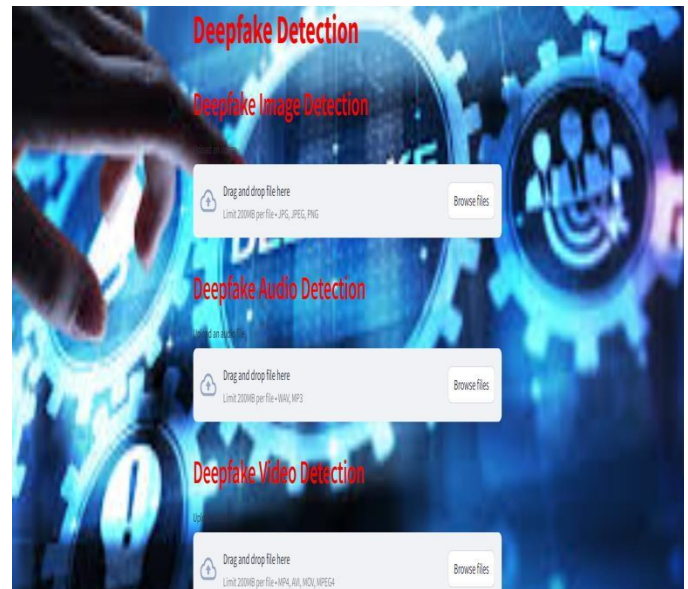 Deepfake Detection
Deepfake Image Detection
Upload an
Drag and drop file here
Limit 200MB per file • JPG, JPEG, PNG
Browse files
Deepfake Audio Detection
Upload an audio file
Drag and drop file here
Limit 200MB per file • WAV, MP3
Browse files
Deepfake Video Detection
Drag and drop file here
Limit 200MB per file • MP4, AVI, MOV, MPEG4
Browse files